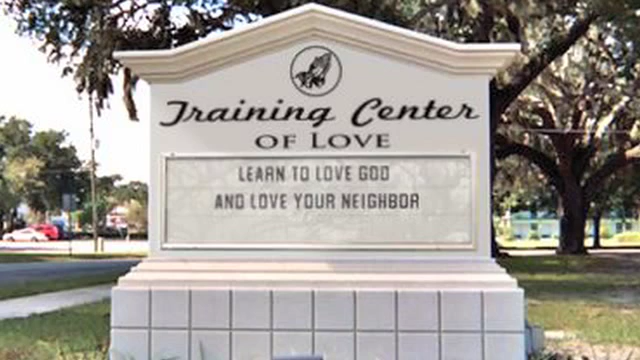 Training Center
OF LOVE
LEARN TO LOVE GOD
AND LOVE YOUR NEIGHBOR